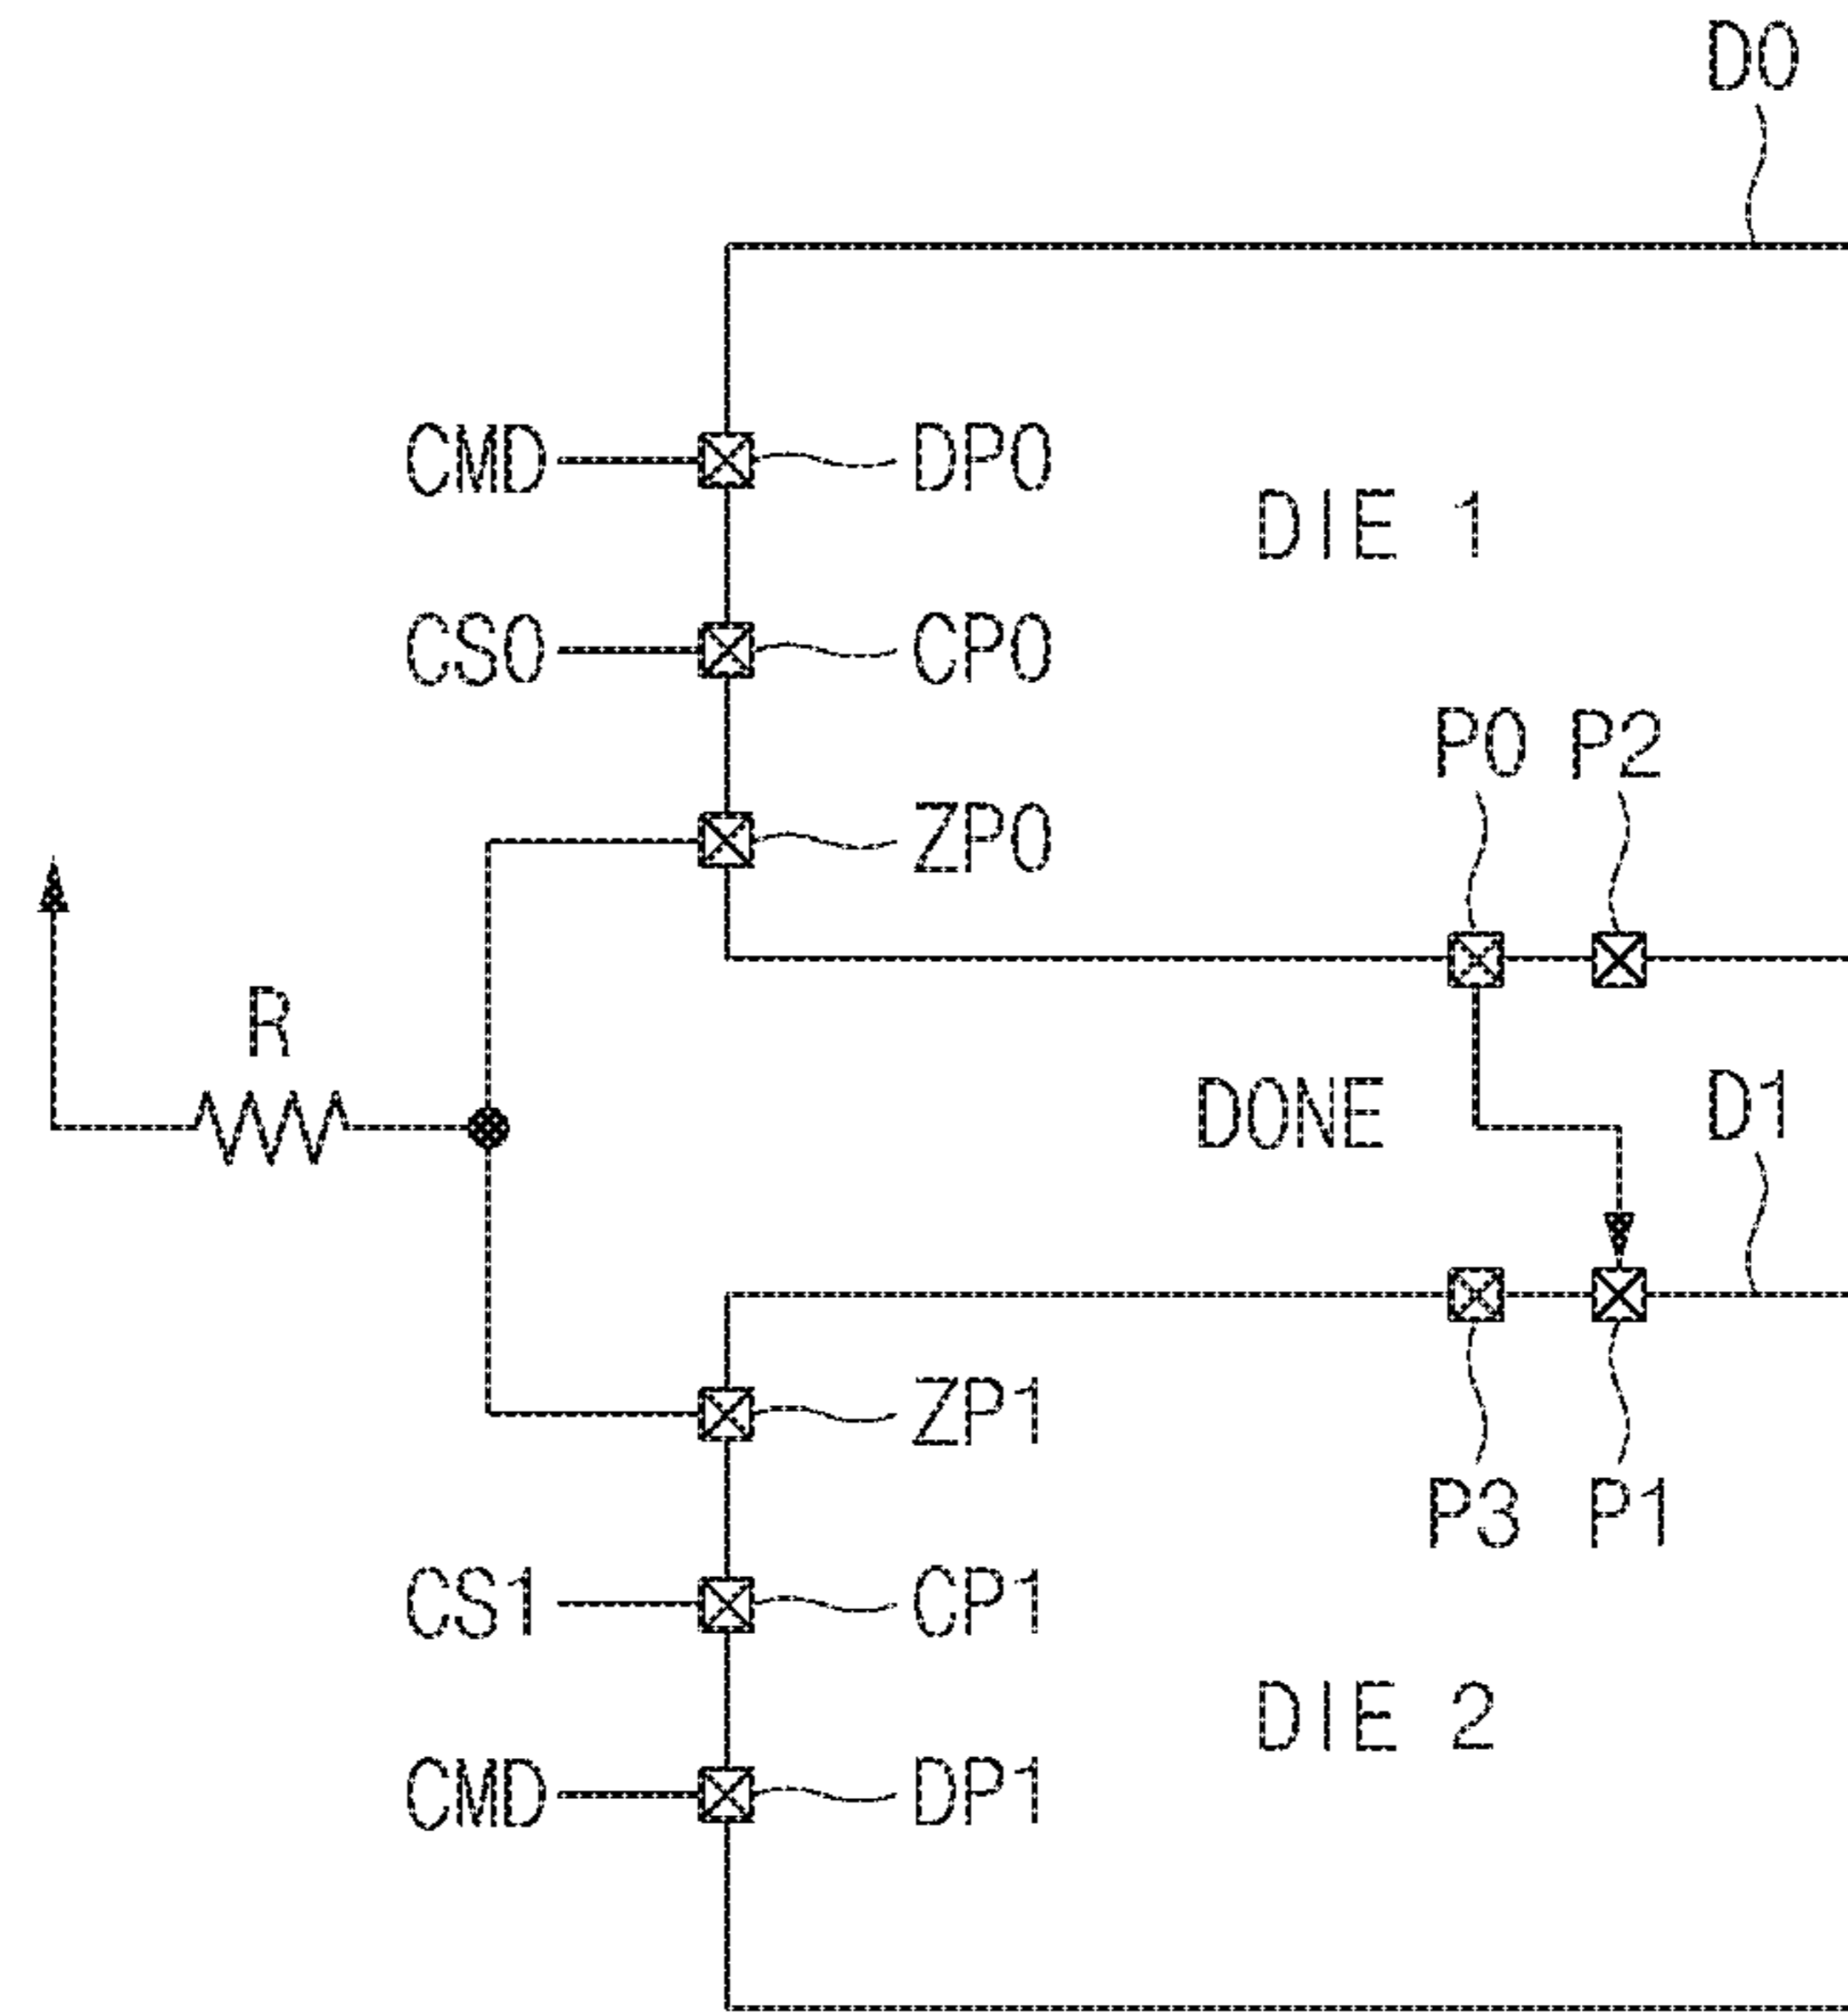 D0
CMD DP0
DIE 1
CS0 CP0
P0 P2
ZP0
R
DONE D1
ZP1
P3 P1
CS1 CP1
DIE 2
CMD DP1